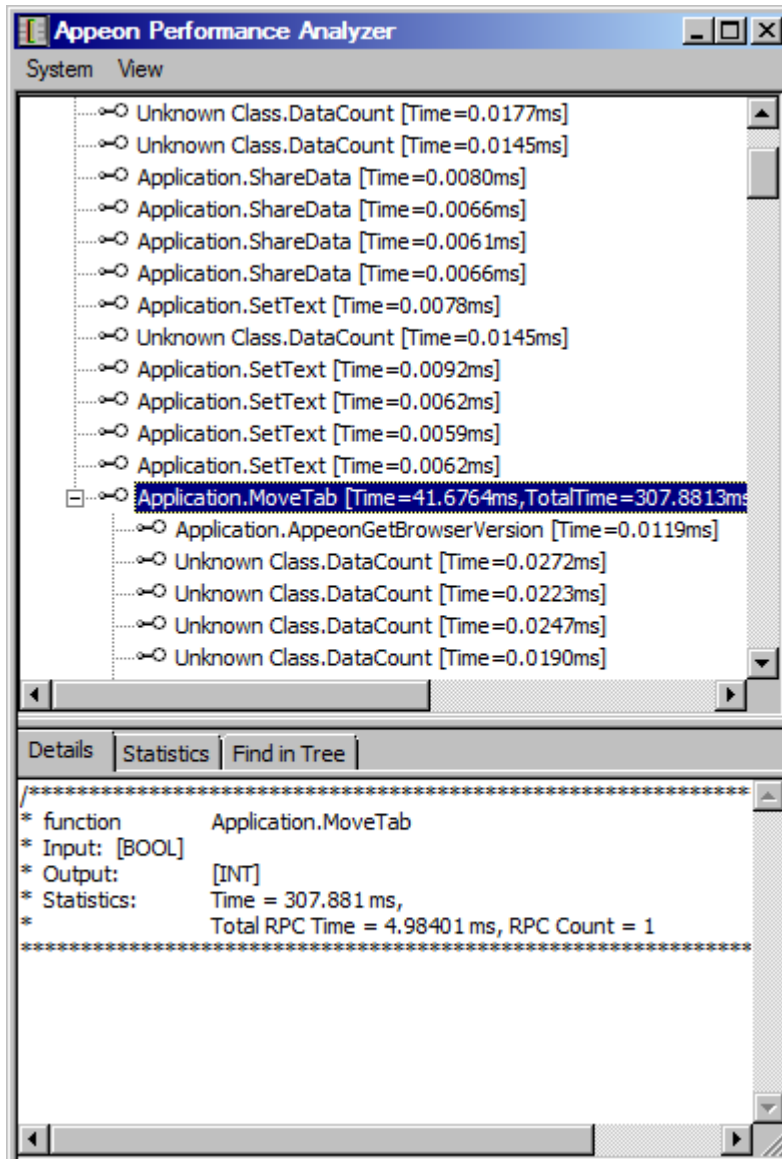 Appeon Performance Analyzer
System View
Unknown Class.DataCount [Time=0.0177ms]
Unknown Class.DataCount [Time=0.0145ms]
Application.ShareData [Time=0.0080ms]
Application.ShareData [Time=0.0066ms]
Application.ShareData [Time=0.0061ms]
Application.ShareData [Time=0.0066ms]
Application.SetText [Time=0.0078ms]
Unknown Class.DataCount [Time=0.0145ms]
Application.SetText [Time=0.0092ms]
Application.SetText [Time=0.0062ms]
Application.SetText [Time=0.0059ms]
Application.SetText [Time=0.0062ms]
Application.MoveTab [Time=41.6764ms,TotalTime=307.8813ms
Application.AppeonGetBrowserVersion [Time=0.0119ms]
Unknown Class.DataCount [Time=0.0272ms]
Unknown Class.DataCount [Time=0.0223ms]
Unknown Class.DataCount [Time=0.0247ms]
Unknown Class.DataCount [Time=0.0190ms]
Details Statistics Find in Tree
/*************************************************************
* function Application.MoveTab
* Input: [BOOL]
* Output: [INT]
* Statistics: Time = 307.881 ms,
* Total RPC Time = 4.98401 ms, RPC Count = 1
**************************************************************